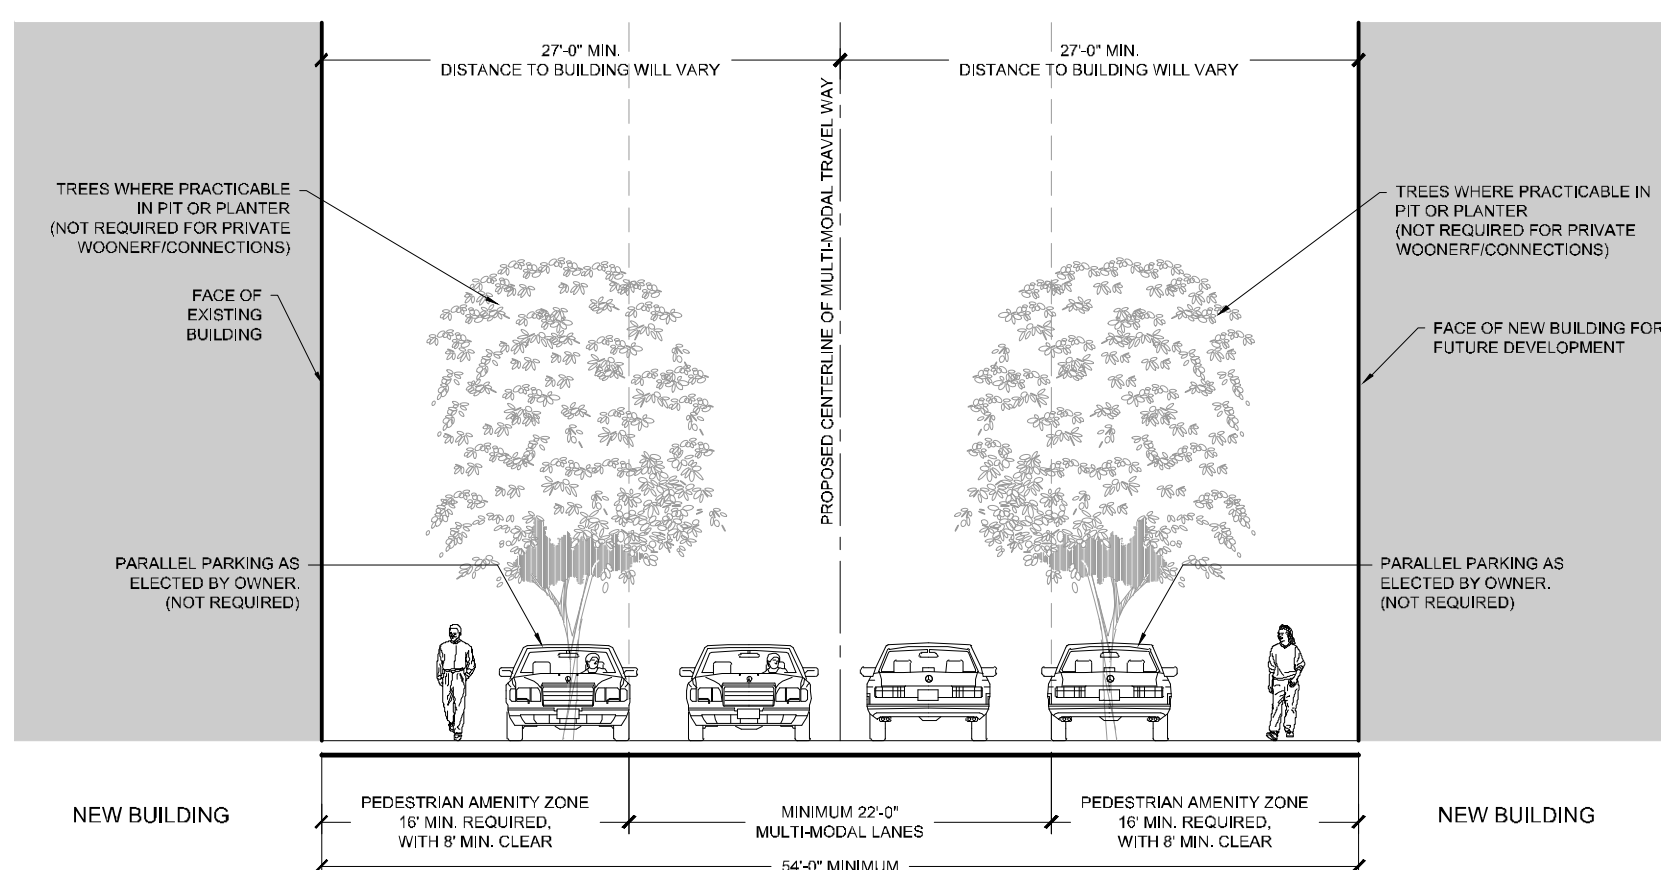 27'-0" MIN.
DISTANCE TO BUILDING WILL VARY
27'-0" MIN.
DISTANCE TO BUILDING WILL VARY
PROPOSED CENTERLINE OF MULTI-MODAL TRAVEL WAY
TREES WHERE PRACTICABLE
IN PIT OR PLANTER
(NOT REQUIRED FOR PRIVATE
WOONERF/CONNECTIONS)
TREES WHERE PRACTICABLE IN
PIT OR PLANTER
(NOT REQUIRED FOR PRIVATE
WOONERF/CONNECTIONS)
FACE OF
EXISTING
BUILDING
FACE OF NEW BUILDING FOR
FUTURE DEVELOPMENT
PARALLEL PARKING AS
ELECTED BY OWNER.
(NOT REQUIRED)
PARALLEL PARKING AS
ELECTED BY OWNER.
(NOT REQUIRED)
NEW BUILDING
PEDESTRIAN AMENITY ZONE
16' MIN. REQUIRED,
WITH 8' MIN. CLEAR
MINIMUM 22'-0"
MULTI-MODAL LANES
PEDESTRIAN AMENITY ZONE
16' MIN. REQUIRED,
WITH 8' MIN. CLEAR
NEW BUILDING
54'-0" MINIMUM